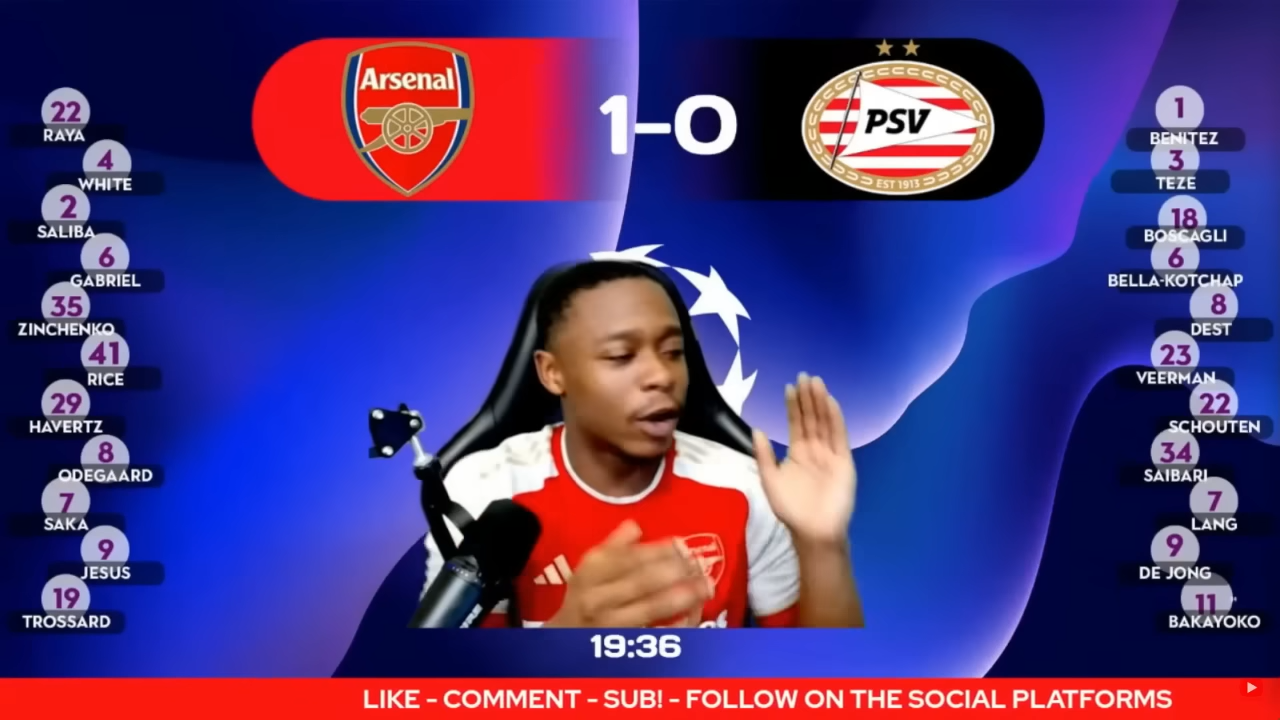 Arsenal
1-0
PSV
EST 1913
22
RAYA
4
WHITE
2
SALIBA
6
GABRIEL
35
ZINCHENKO
41
RICE
29
HAVERTZ
8
ODEGAARD
7
SAKA
9
JESUS
19
TROSSARD
1
BENITEZ
3
TEZE
18
BOSCAGLI
6
BELLA-KOTCHAP
8
DEST
23
VEERMAN
22
SCHOUTEN
34
SAIBARI
7
LANG
9
DE JONG
11
BAKAYOKO
19:36
LIKE - COMMENT - SUB! - FOLLOW ON THE SOCIAL PLATFORMS